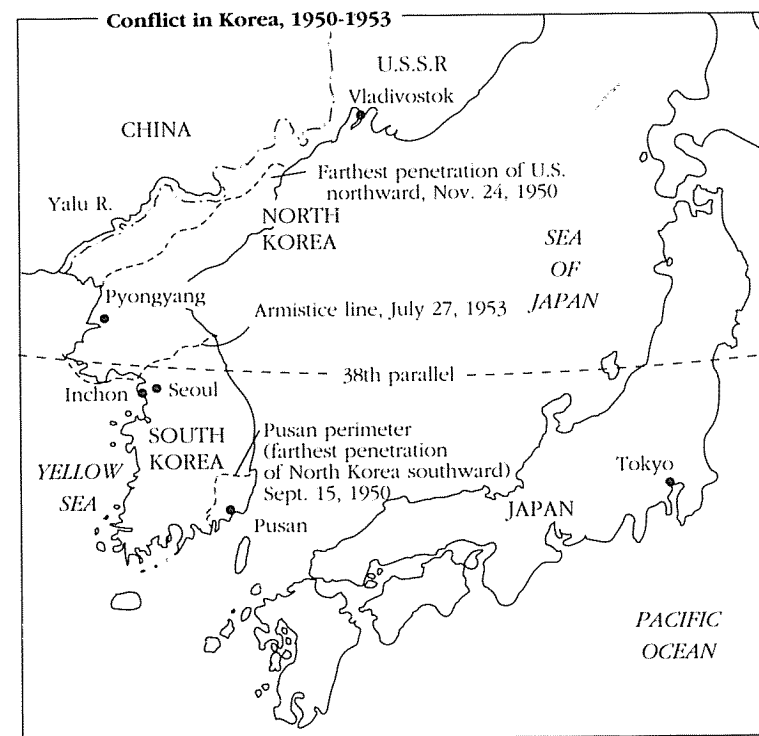 Conflict in Korea, 1950-1953
U.S.S.R
Vladivostok
CHINA
Farthest penetration of U.S.
northward, Nov. 24, 1950
Yalu R.
NORTH
KOREA
SEA
OF
JAPAN
Pyongyang
Armistice line, July 27, 1953
38th parallel
Inchon
Seoul
SOUTH
KOREA
Pusan perimeter
(farthest penetration
of North Korea southward)
Sept. 15, 1950
YELLOW
SEA
Tokyo
JAPAN
Pusan
PACIFIC
OCEAN